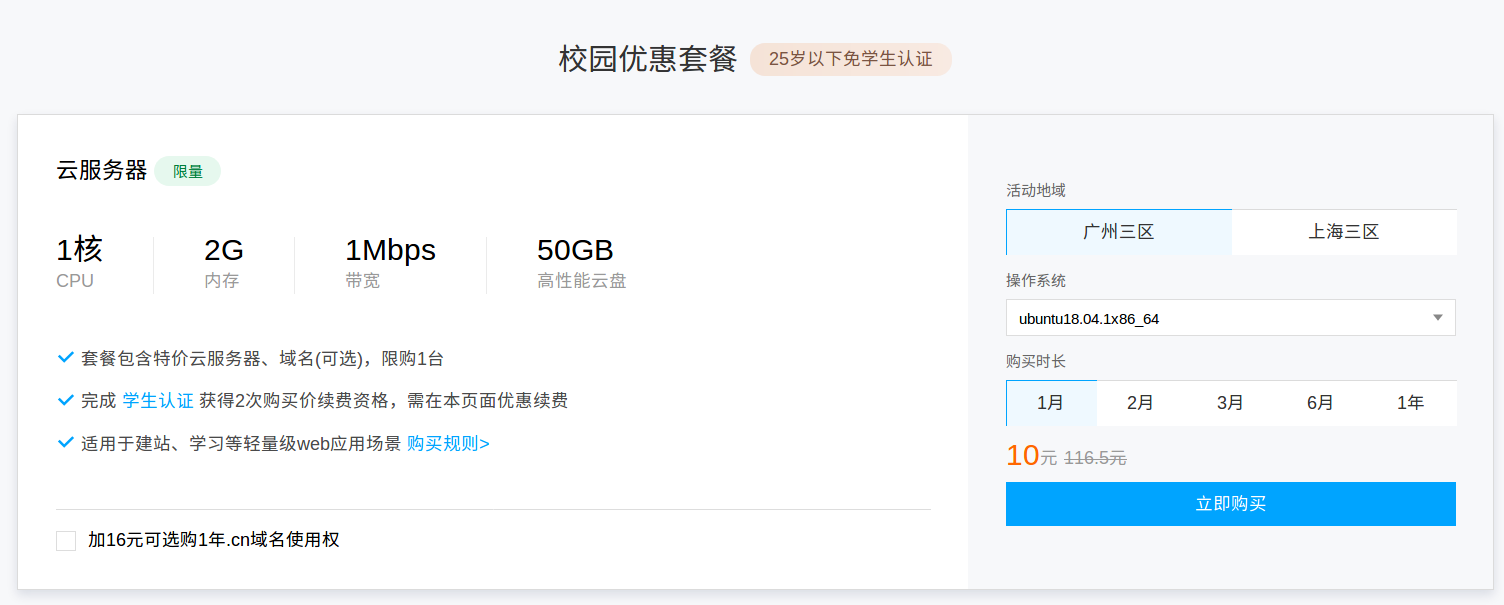 校园优惠套餐 25岁以下免学生认证
云服务器 限量
1核 2G 1Mbps 50GB
CPU 内存 带宽 高性能云盘
套餐包含特价云服务器、域名(可选)，限购1台
完成 学生认证 获得2次购买价续费资格，需在本页面优惠续费
适用于建站、学习等轻量级web应用场景 购买规则>
加16元可选购1年.cn域名使用权
活动地域
广州三区 上海三区
操作系统
ubuntu18.04.1x86_64
购买时长
1月 2月 3月 6月 1年
10元 116.5元
立即购买